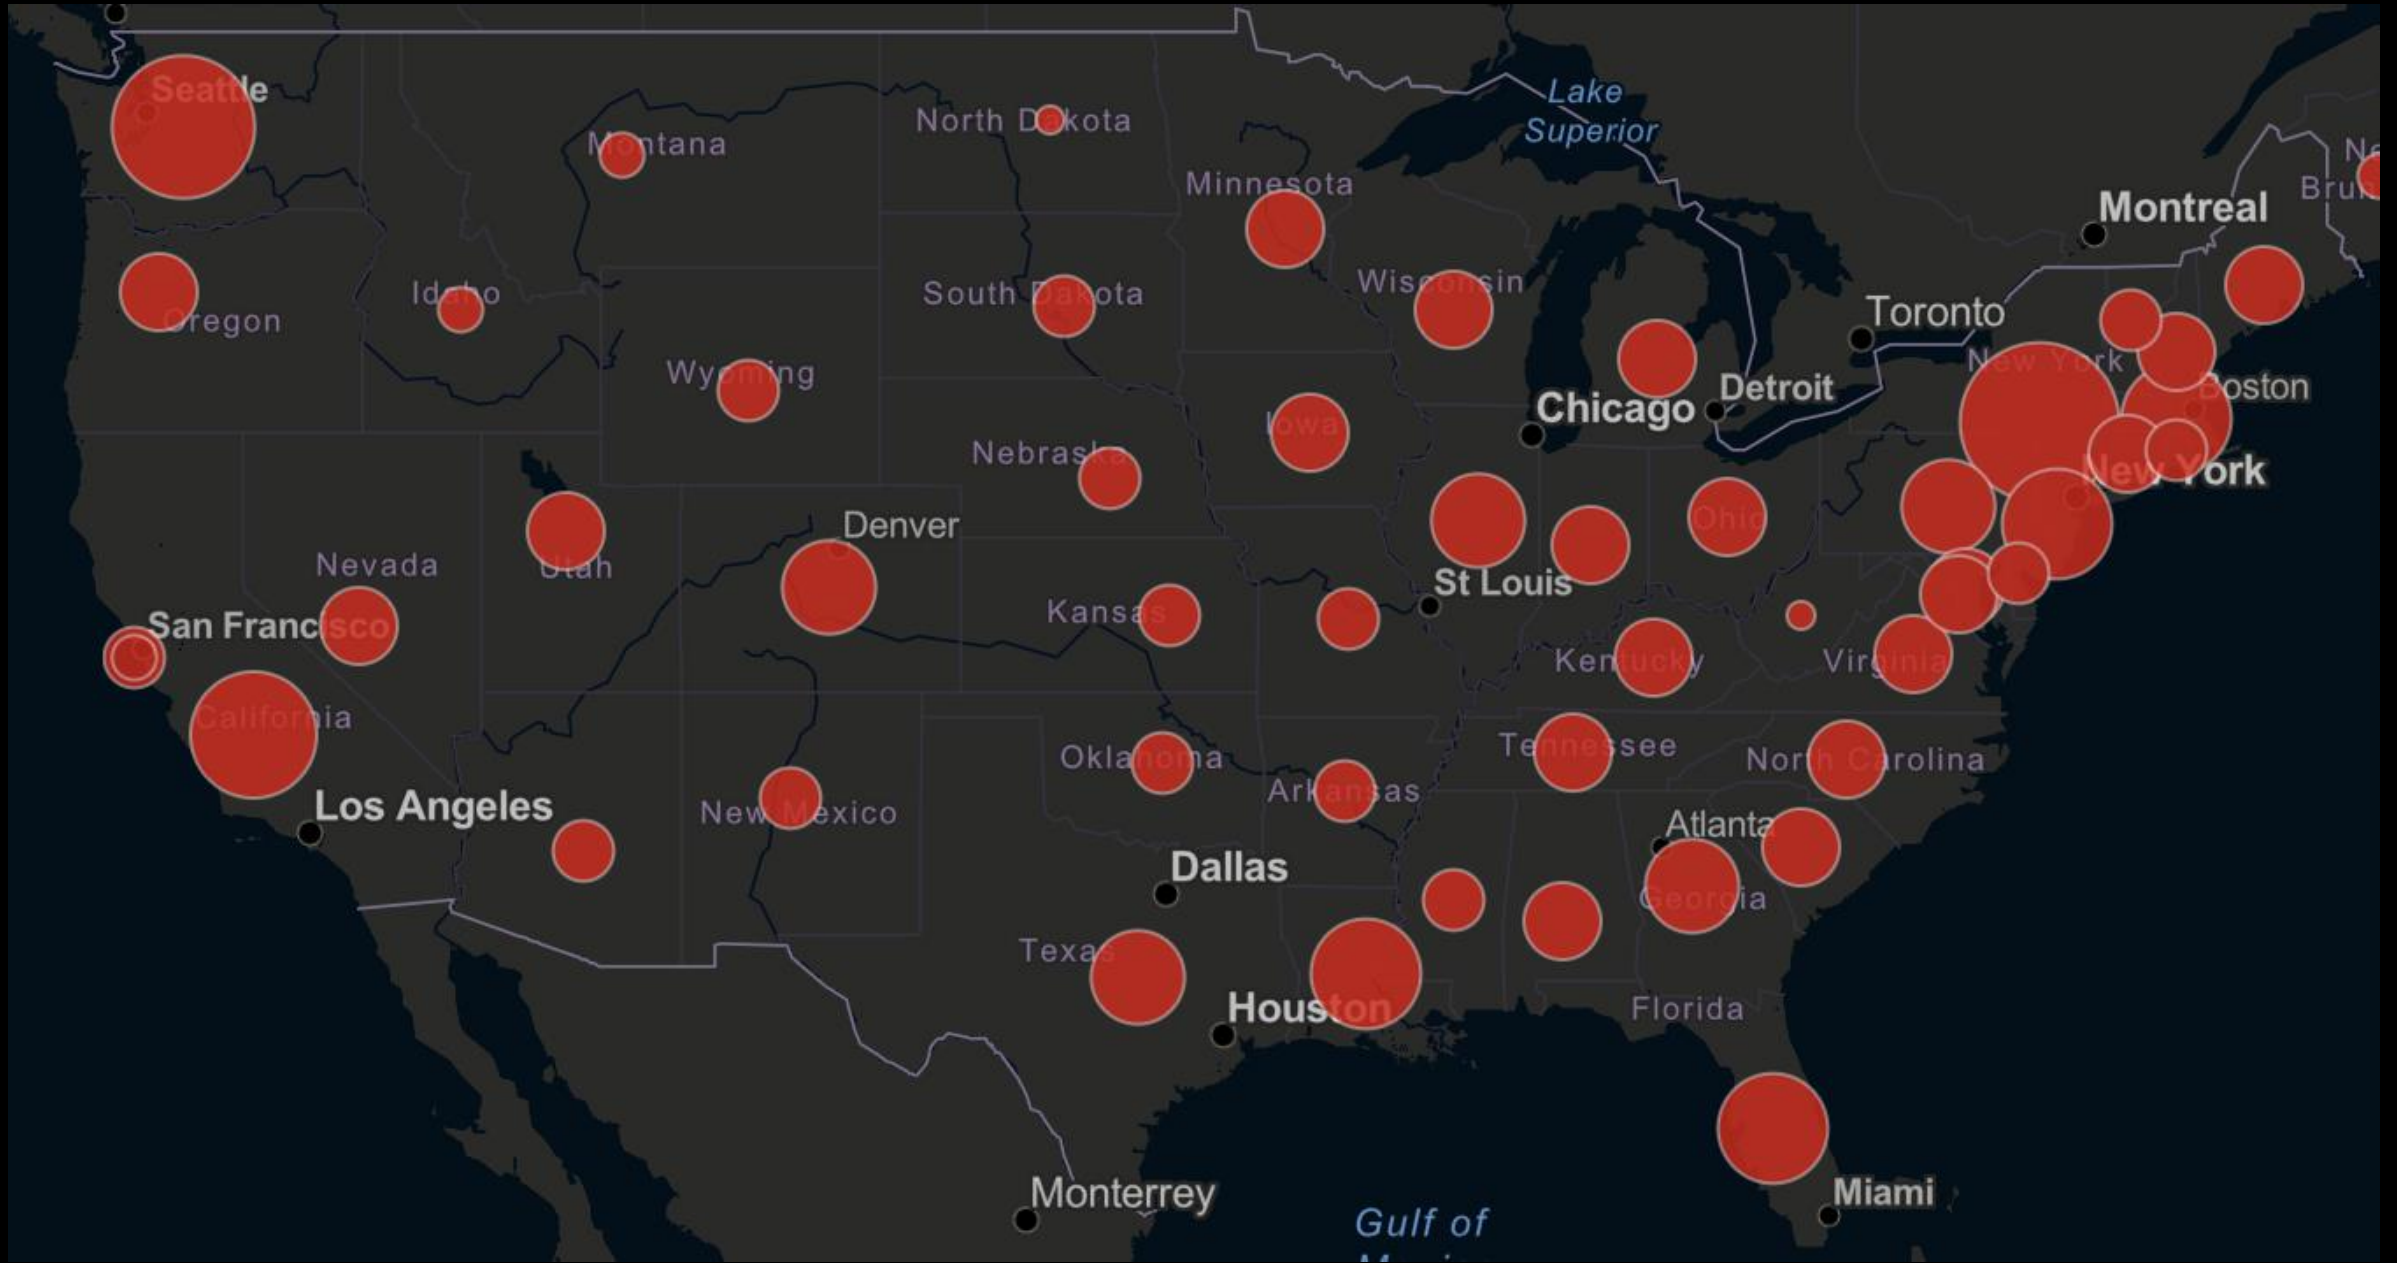 Seattle
Montana
North Dakota
Lake
Superior
Minnesota
Montreal
Ne
Brun
Oregon
Idaho
South Dakota
Wisconsin
Toronto
New York
Wyoming
Detroit
Boston
Chicago
Iowa
Nebraska
New York
Denver
Ohio
Nevada
Utah
St Louis
San Francisco
Kansas
Kentucky
Virginia
California
Tennessee
North Carolina
Oklahoma
Arkansas
Los Angeles
New Mexico
Atlanta
Dallas
Georgia
Texas
Houston
Florida
Monterrey
Miami
Gulf of